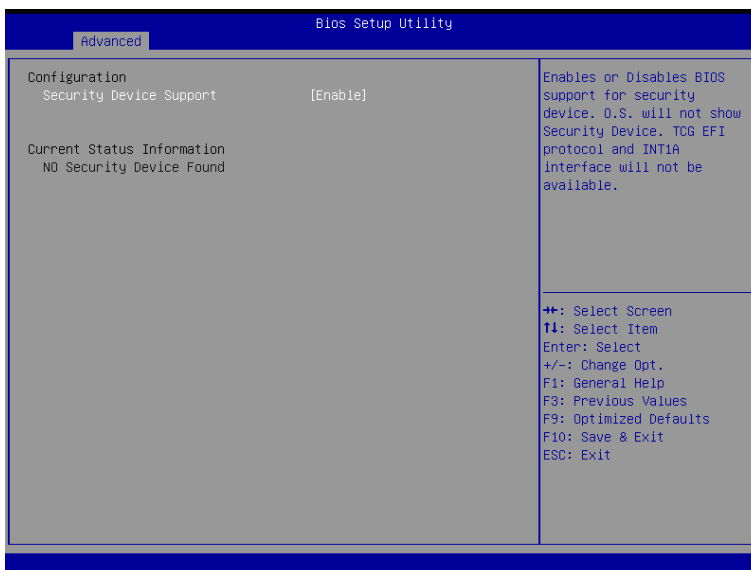 Bios Setup Utility
Advanced
Configuration
Security Device Support [Enable]
Current Status Information
NO Security Device Found
Enables or Disables BIOS
support for security
device. O.S. will not show
Security Device. TCG EFI
protocol and INT1A
interface will not be
available.
→←: Select Screen
↑↓: Select Item
Enter: Select
+/-: Change Opt.
F1: General Help
F3: Previous Values
F9: Optimized Defaults
F10: Save & Exit
ESC: Exit